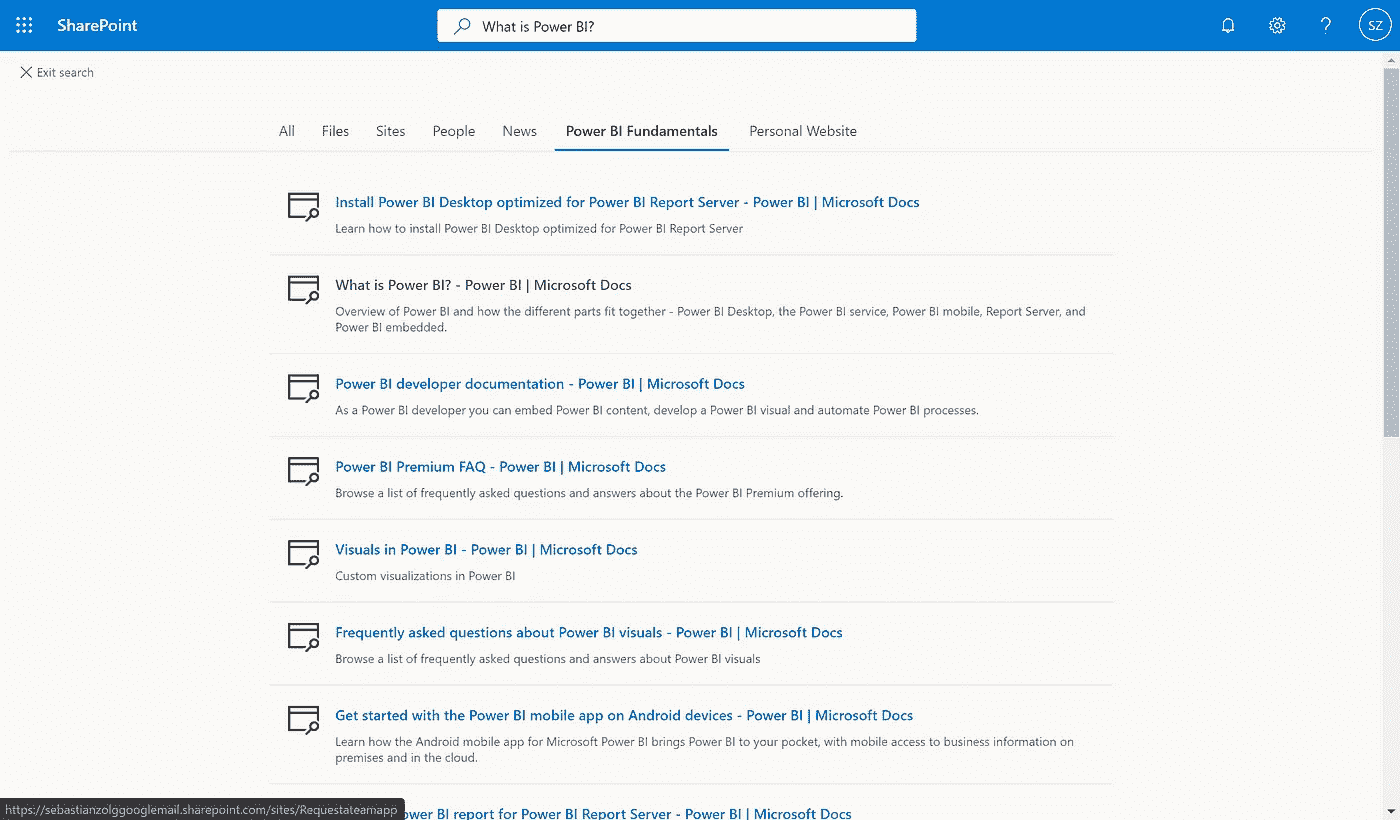 SharePoint
What is Power BI?
SZ
Exit search
All Files Sites People News Power BI Fundamentals Personal Website
Install Power BI Desktop optimized for Power BI Report Server - Power BI | Microsoft Docs
Learn how to install Power BI Desktop optimized for Power BI Report Server
What is Power BI? - Power BI | Microsoft Docs
Overview of Power BI and how the different parts fit together - Power BI Desktop, the Power BI service, Power BI mobile, Report Server, and
Power BI embedded.
Power BI developer documentation - Power BI | Microsoft Docs
As a Power BI developer you can embed Power BI content, develop a Power BI visual and automate Power BI processes.
Power BI Premium FAQ - Power BI | Microsoft Docs
Browse a list of frequently asked questions and answers about the Power BI Premium offering.
Visuals in Power BI - Power BI | Microsoft Docs
Custom visualizations in Power BI
Frequently asked questions about Power BI visuals - Power BI | Microsoft Docs
Browse a list of frequently asked questions and answers about Power BI visuals
Get started with the Power BI mobile app on Android devices - Power BI | Microsoft Docs
Learn how the Android mobile app for Microsoft Power BI brings Power BI to your pocket, with mobile access to business information on
premises and in the cloud.
https://sebastianzolggooglemail.sharepoint.com/sites/Requestateamapp
BI report for Power BI Report Server - Power BI | Microsoft Docs